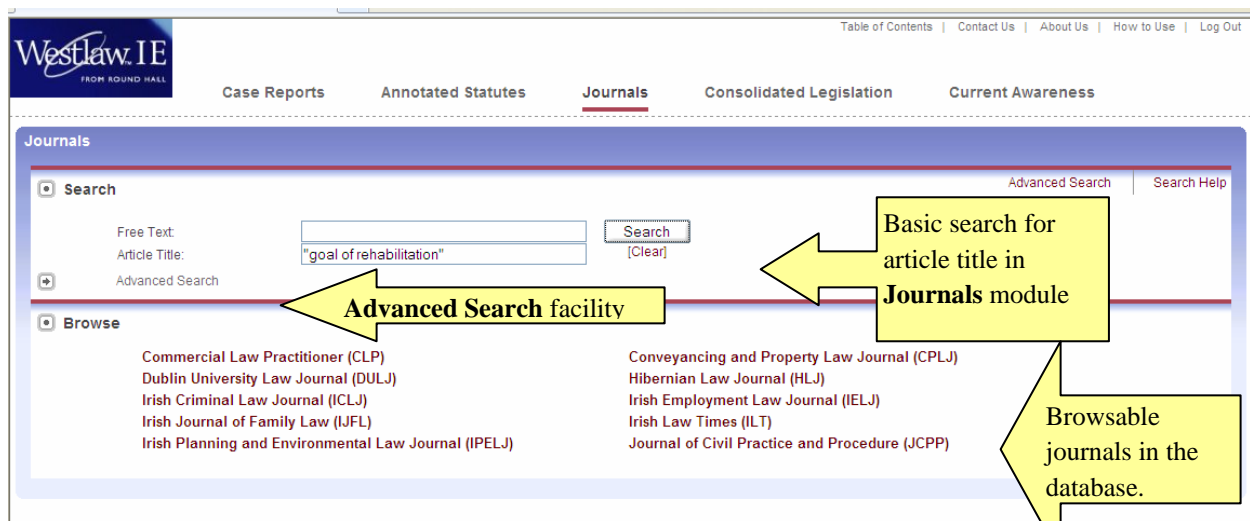 Table of Contents | Contact Us | About Us | How to Use | Log Out
Westlaw.IE
FROM ROUND HALL
Case Reports Annotated Statutes Journals Consolidated Legislation Current Awareness
Journals
Search
Advanced Search | Search Help
Free Text: Search
Article Title: "goal of rehabilitation" [Clear]
Advanced Search
Basic search for
article title in
Journals module
Advanced Search facility
Browse
Commercial Law Practitioner (CLP)
Dublin University Law Journal (DULJ)
Irish Criminal Law Journal (ICLJ)
Irish Journal of Family Law (IJFL)
Irish Planning and Environmental Law Journal (IPELJ)
Conveyancing and Property Law Journal (CPLJ)
Hibernian Law Journal (HLJ)
Irish Employment Law Journal (IELJ)
Irish Law Times (ILT)
Journal of Civil Practice and Procedure (JCPP)
Browsable
journals in the
database.